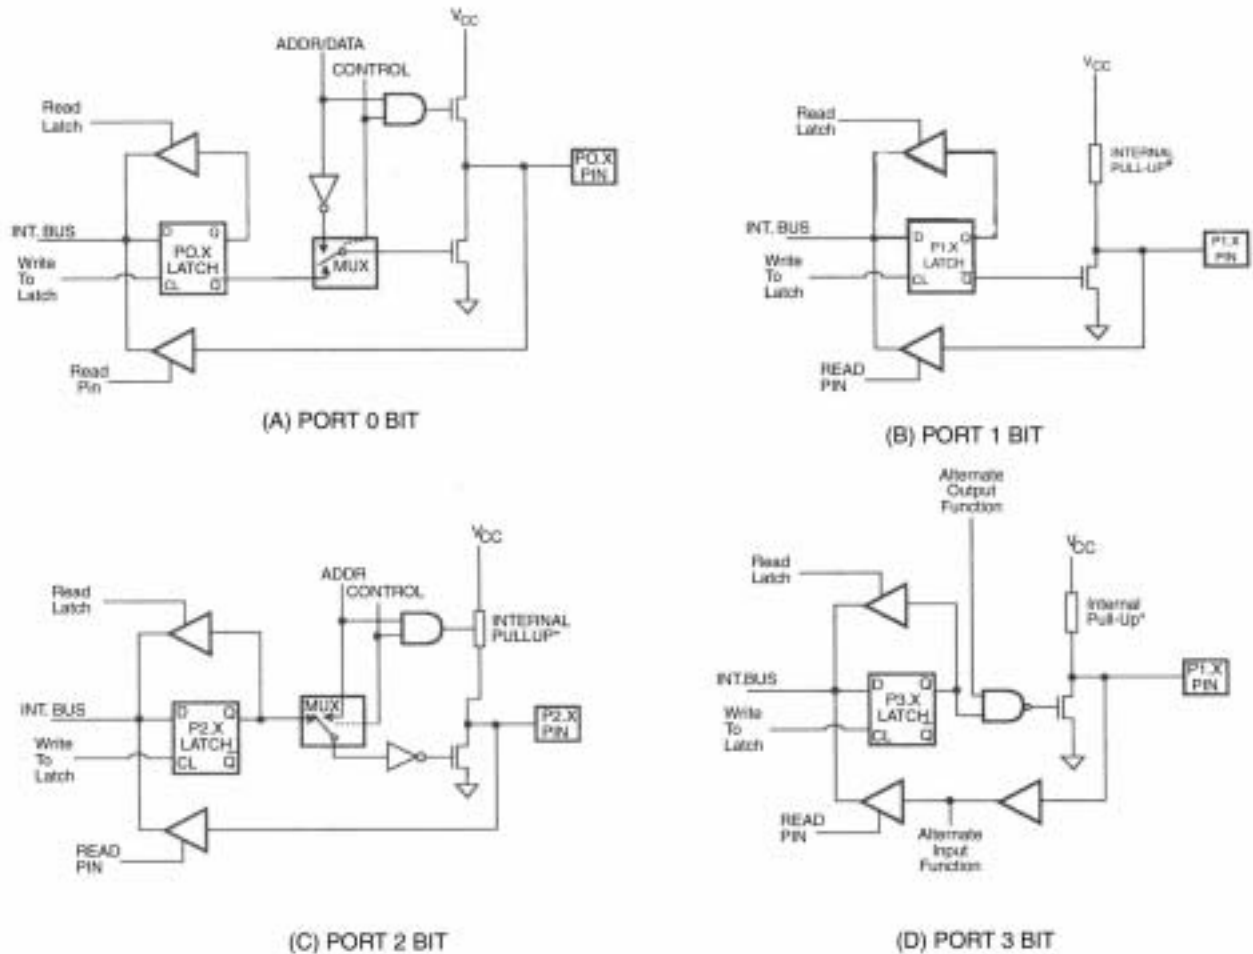 VCC
ADDR/DATA
CONTROL
Read
Latch
P0.X
PIN
INT. BUS
D Q
P0.X
LATCH
CL Q
MUX
Write
To
Latch
Read
Pin
(A) PORT 0 BIT
VCC
Read
Latch
INTERNAL
PULL-UP*
INT. BUS
D Q
P1.X
LATCH
CL Q
P1.X
PIN
Write
To
Latch
READ
PIN
(B) PORT 1 BIT
VCC
ADDR
CONTROL
Read
Latch
INTERNAL
PULLUP*
MUX
INT. BUS
D Q
P2.X
LATCH
CL Q
P2.X
PIN
Write
To
Latch
READ
PIN
(C) PORT 2 BIT
Alternate
Output
Function
VCC
Read
Latch
Internal
Pull-Up*
INT.BUS
D Q
P3.X
LATCH
CL Q
P1.X
PIN
Write
To
Latch
READ
PIN
Alternate
Input
Function
(D) PORT 3 BIT